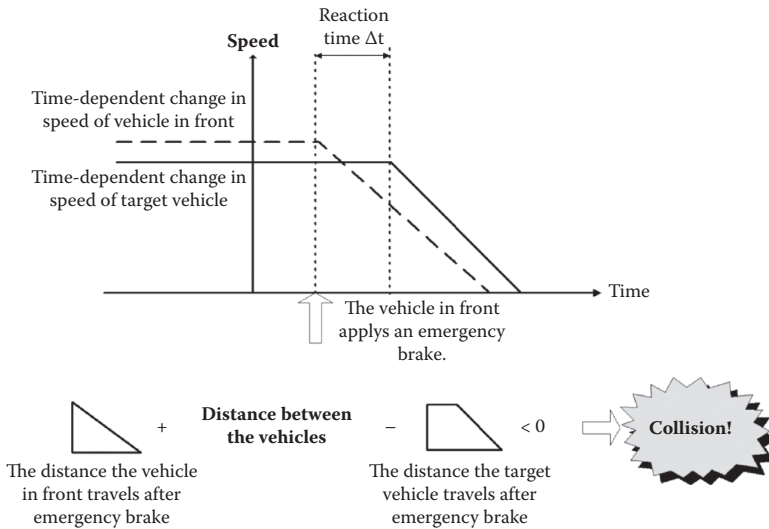 Reaction
time Δt
Speed
Time-dependent change in
speed of vehicle in front
Time-dependent change in
speed of target vehicle
Time
The vehicle in front
applys an emergency
brake.
+
Distance between
the vehicles
–
< 0
Collision!
The distance the vehicle
in front travels after
emergency brake
The distance the target
vehicle travels after
emergency brake